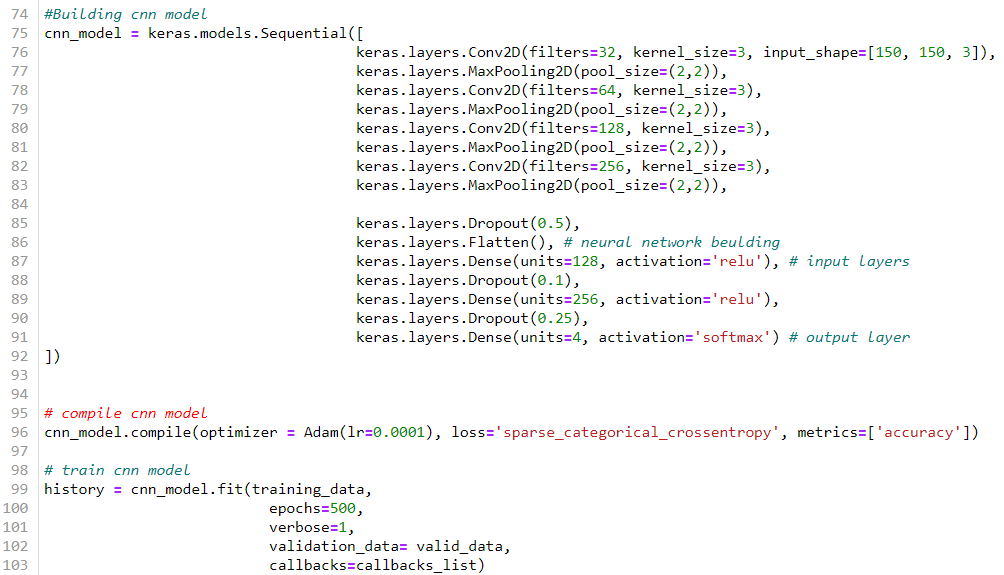 74 #Building cnn model
75 cnn_model = keras.models.Sequential([
76 keras.layers.Conv2D(filters=32, kernel_size=3, input_shape=[150, 150, 3]),
77 keras.layers.MaxPooling2D(pool_size=(2,2)),
78 keras.layers.Conv2D(filters=64, kernel_size=3),
79 keras.layers.MaxPooling2D(pool_size=(2,2)),
80 keras.layers.Conv2D(filters=128, kernel_size=3),
81 keras.layers.MaxPooling2D(pool_size=(2,2)),
82 keras.layers.Conv2D(filters=256, kernel_size=3),
83 keras.layers.MaxPooling2D(pool_size=(2,2)),
84
85 keras.layers.Dropout(0.5),
86 keras.layers.Flatten(), # neural network beulding
87 keras.layers.Dense(units=128, activation='relu'), # input layers
88 keras.layers.Dropout(0.1),
89 keras.layers.Dense(units=256, activation='relu'),
90 keras.layers.Dropout(0.25),
91 keras.layers.Dense(units=4, activation='softmax') # output layer
92 ])
93
94
95 # compile cnn model
96 cnn_model.compile(optimizer = Adam(lr=0.0001), loss='sparse_categorical_crossentropy', metrics=['accuracy'])
97
98 # train cnn model
99 history = cnn_model.fit(training_data,
100 epochs=500,
101 verbose=1,
102 validation_data= valid_data,
103 callbacks=callbacks_list)